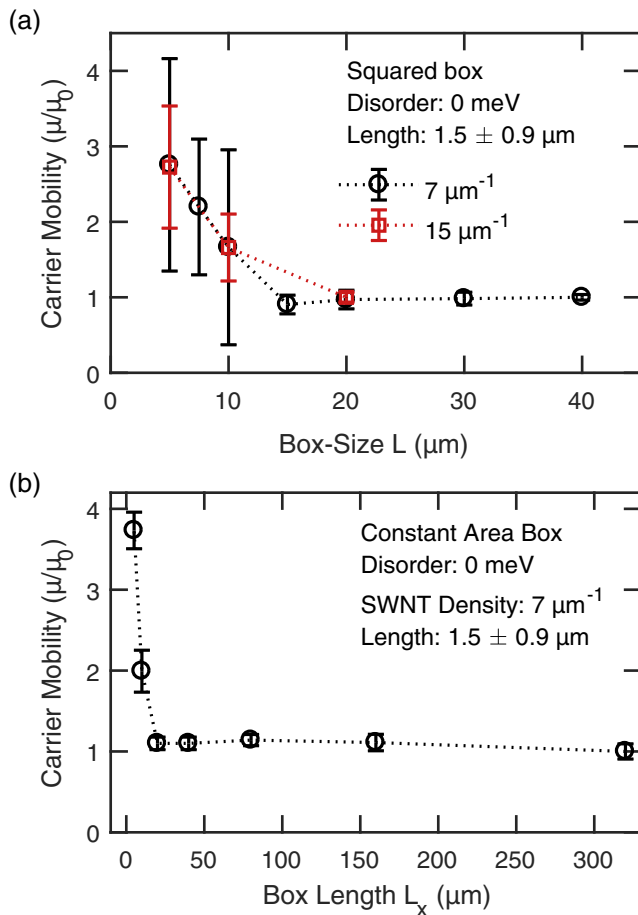 (a)
Carrier Mobility (μ/μ0)
4
3
2
1
0
Squared box
Disorder: 0 meV
Length: 1.5 ± 0.9 μm
7 μm-1
15 μm-1
0 10 20 30 40
Box-Size L (μm)
(b)
Carrier Mobility (μ/μ0)
4
3
2
1
0
Constant Area Box
Disorder: 0 meV
SWNT Density: 7 μm-1
Length: 1.5 ± 0.9 μm
0 50 100 150 200 250 300
Box Length Lx (μm)